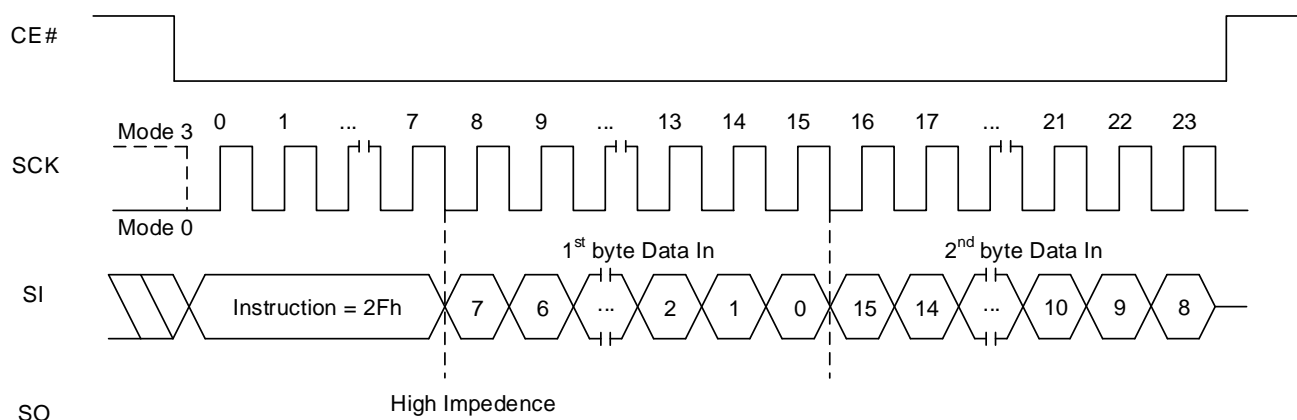 CE#
0 1 ... 7 8 9 ... 13 14 15 16 17 ... 21 22 23
Mode 3
SCK
Mode 0
1st byte Data In 2nd byte Data In
SI Instruction = 2Fh 7 6 ... 2 1 0 15 14 ... 10 9 8
High Impedence
SO